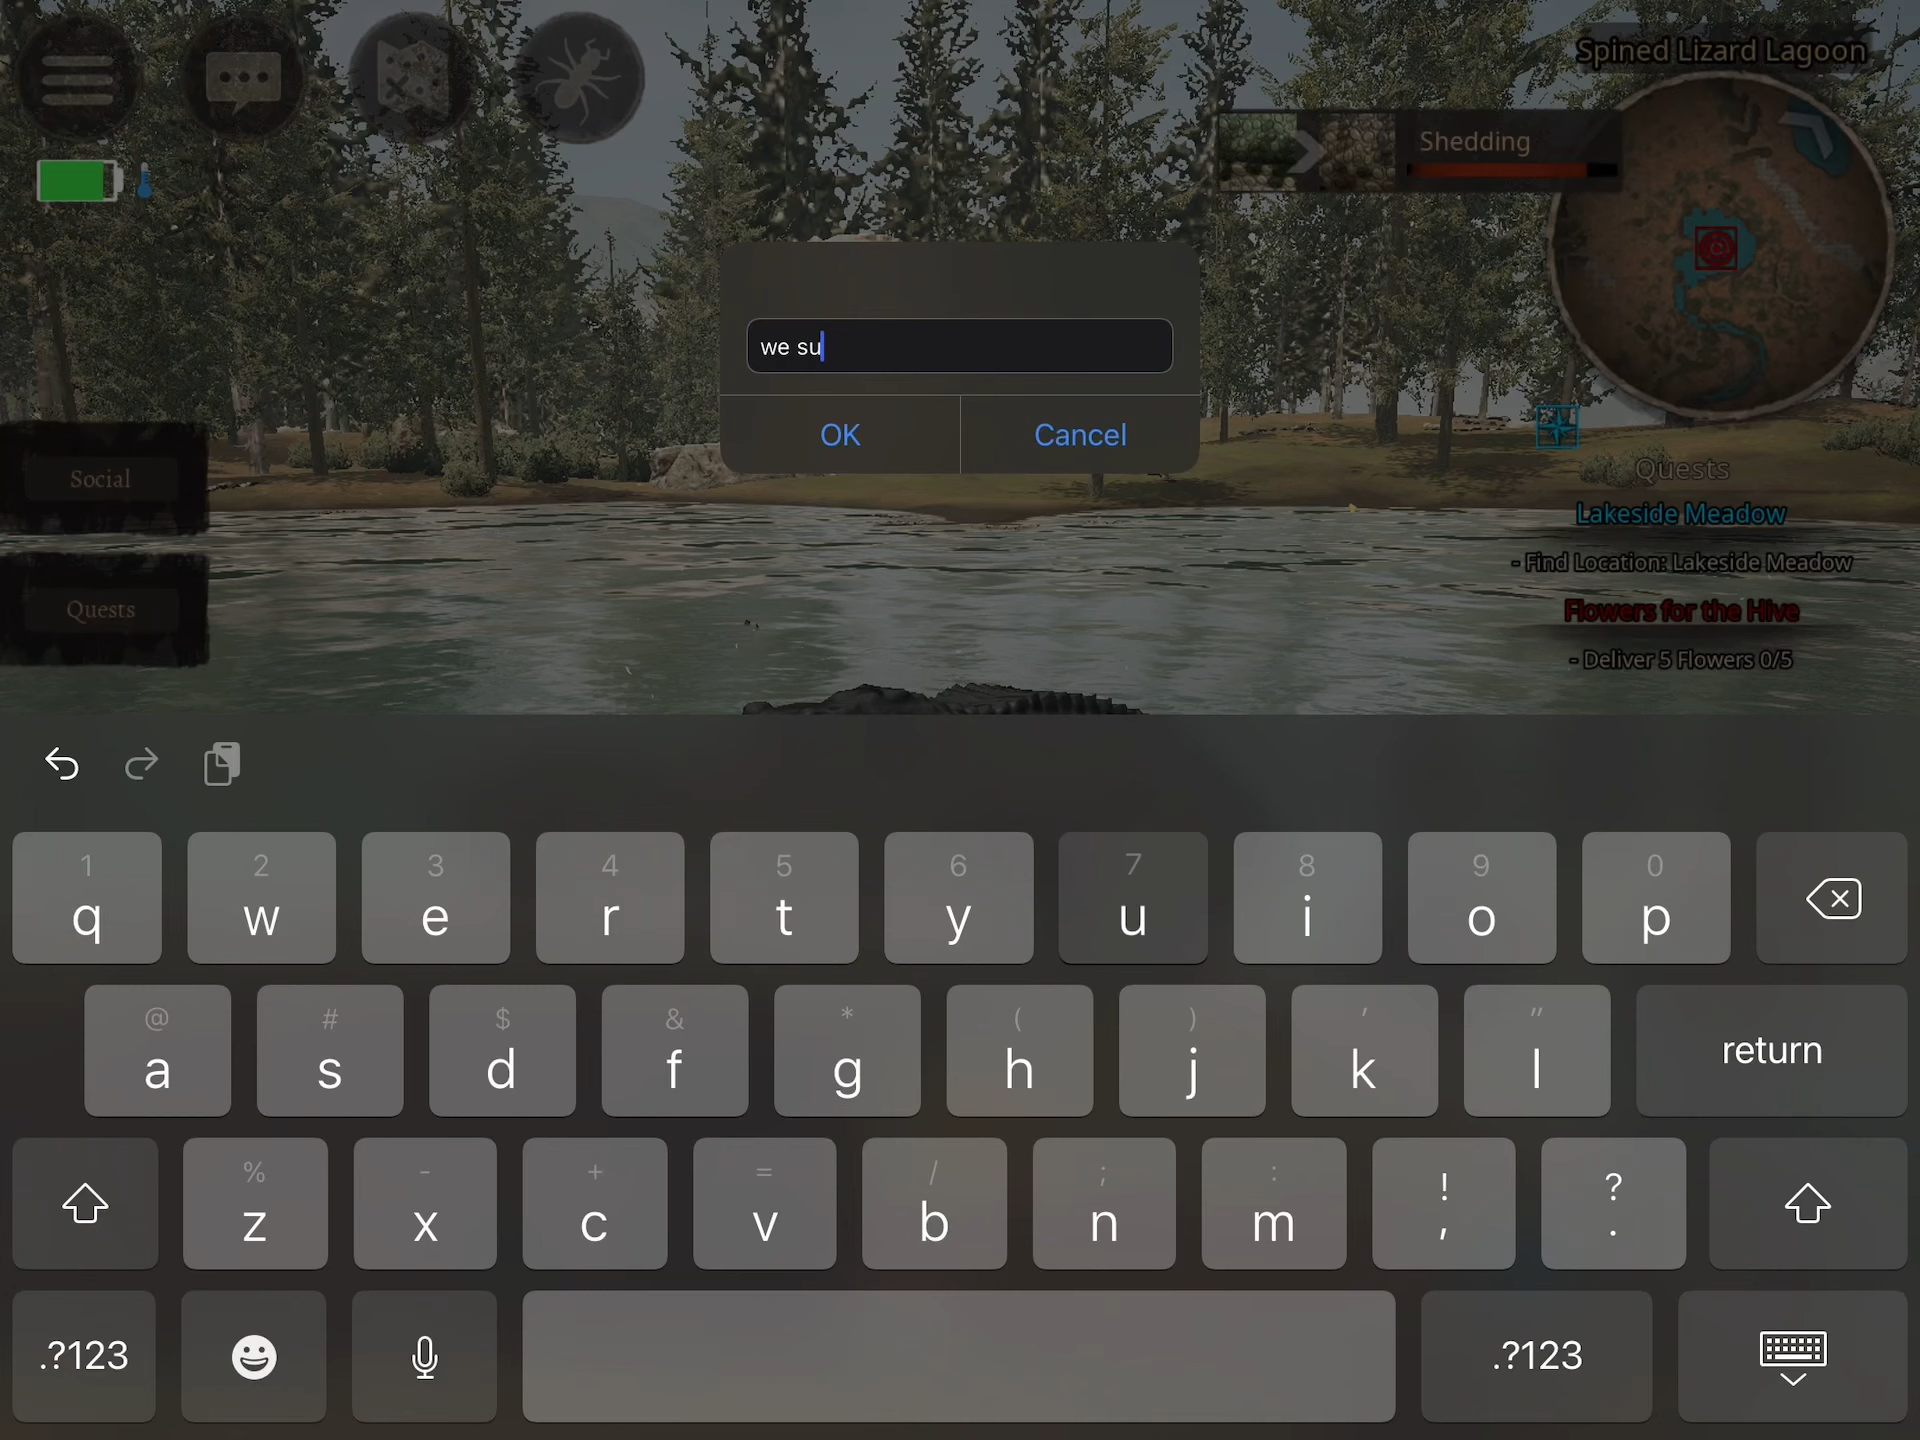 Spined Lizard Lagoon
Shedding
we su
OK
Cancel
Social
Quests
Quests
Lakeside Meadow
- Find Location: Lakeside Meadow
Flowers for the Hive
- Deliver 5 Flowers 0/5
1 2 3 4 5 6 7 8 9 0
q w e r t y u i o p
@ # $ & * ( ) ' "
a s d f g h j k l return
% - + = / ; : ! ?
z x c v b n m , .
.?123 .?123